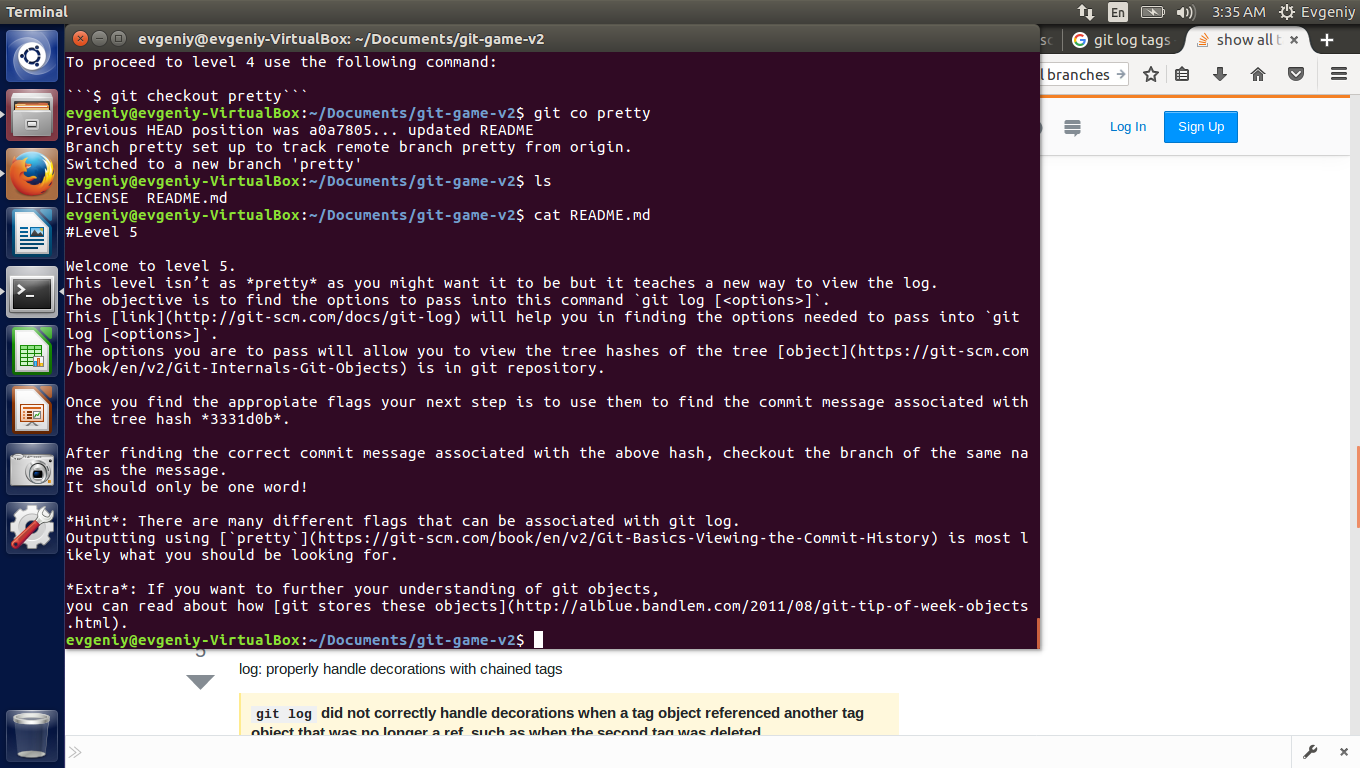 Terminal
En
3:35 AM
Evgeniy
evgeniy@evgeniy-VirtualBox: ~/Documents/git-game-v2
git log tags
show all t
To proceed to level 4 use the following command:
```$ git checkout pretty```
evgeniy@evgeniy-VirtualBox:~/Documents/git-game-v2$ git co pretty
Previous HEAD position was a0a7805... updated README
Branch pretty set up to track remote branch pretty from origin.
Switched to a new branch 'pretty'
evgeniy@evgeniy-VirtualBox:~/Documents/git-game-v2$ ls
LICENSE  README.md
evgeniy@evgeniy-VirtualBox:~/Documents/git-game-v2$ cat README.md
#Level 5
Welcome to level 5.
This level isn’t as *pretty* as you might want it to be but it teaches a new way to view the log.
The objective is to find the options to pass into this command `git log [<options>]`.
This [link](http://git-scm.com/docs/git-log) will help you in finding the options needed to pass into `git
log [<options>]`.
The options you are to pass will allow you to view the tree hashes of the tree [object](https://git-scm.com
/book/en/v2/Git-Internals-Git-Objects) is in git repository.
Once you find the appropiate flags your next step is to use them to find the commit message associated with
the tree hash *3331d0b*.
After finding the correct commit message associated with the above hash, checkout the branch of the same na
me as the message.
It should only be one word!
*Hint*: There are many different flags that can be associated with git log.
Outputting using [`pretty`](https://git-scm.com/book/en/v2/Git-Basics-Viewing-the-Commit-History) is most l
ikely what you should be looking for.
*Extra*: If you want to further your understanding of git objects,
you can read about how [git stores these objects](http://alblue.bandlem.com/2011/08/git-tip-of-week-objects
.html).
evgeniy@evgeniy-VirtualBox:~/Documents/git-game-v2$
branches
Log In
Sign Up
5
log: properly handle decorations with chained tags
git log did not correctly handle decorations when a tag object referenced another tag
object that was no longer a ref, such as when the second tag was deleted.